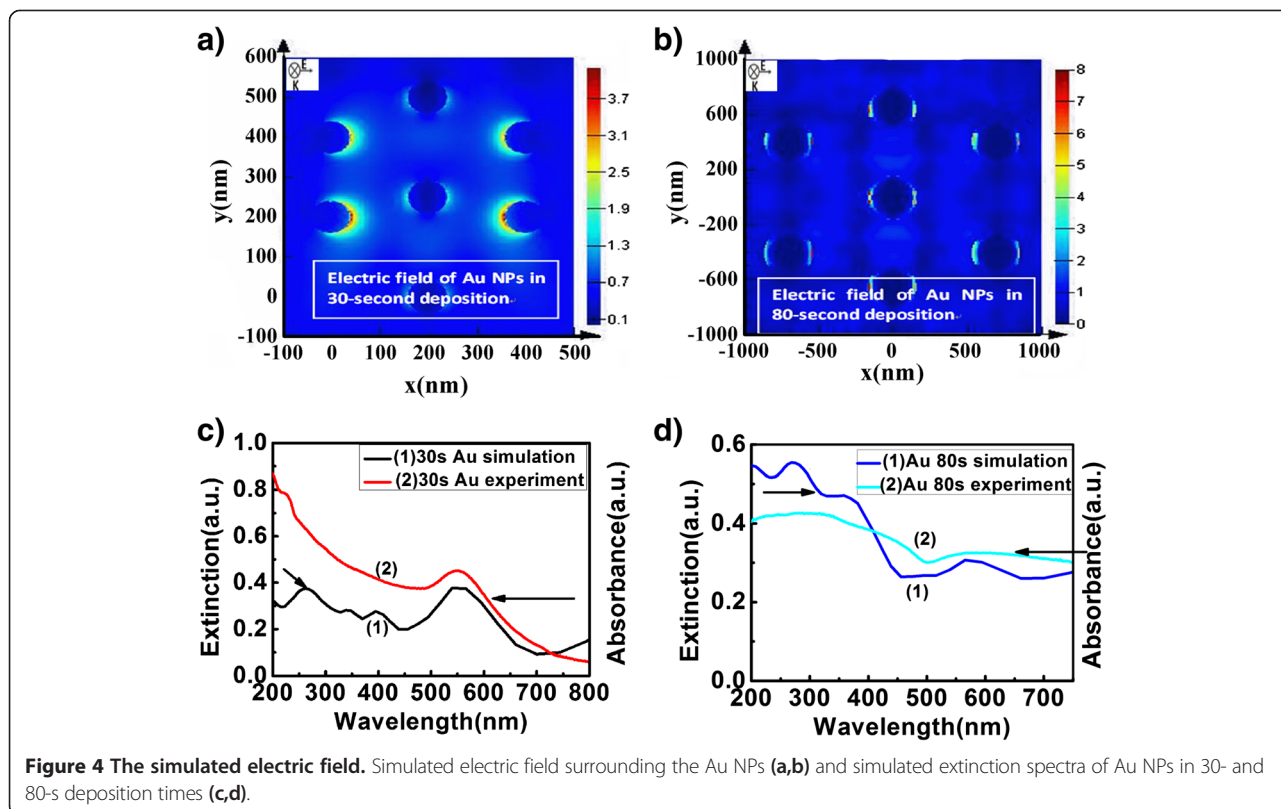 a)
600
500
400
300
200
100
0
-100
y(nm)
-100 0 100 200 300 400 500
x(nm)
E
K
3.7
3.1
2.5
1.9
1.3
0.7
0.1
Electric field of Au NPs in
30-second deposition
b)
1000
600
200
-200
-600
-1000
y(nm)
-1000 -500 0 500 1000
x(nm)
E
K
8
7
6
5
4
3
2
1
0
Electric field of Au NPs in
80-second deposition
c)
1.0
0.8
0.6
0.4
0.2
0.0
Extinction(a.u.)
(1)30s Au simulation
(2)30s Au experiment
(2)
(1)
200 300 400 500 600 700 800
Wavelength(nm)
Absorbance(a.u.)
d)
0.6
0.4
0.2
0.0
Extinction(a.u.)
(1)Au 80s simulation
(2)Au 80s experiment
(2)
(1)
200 300 400 500 600 700
Wavelength(nm)
Absorbance(a.u.)
Figure 4 The simulated electric field. Simulated electric field surrounding the Au NPs (a,b) and simulated extinction spectra of Au NPs in 30- and
80-s deposition times (c,d).